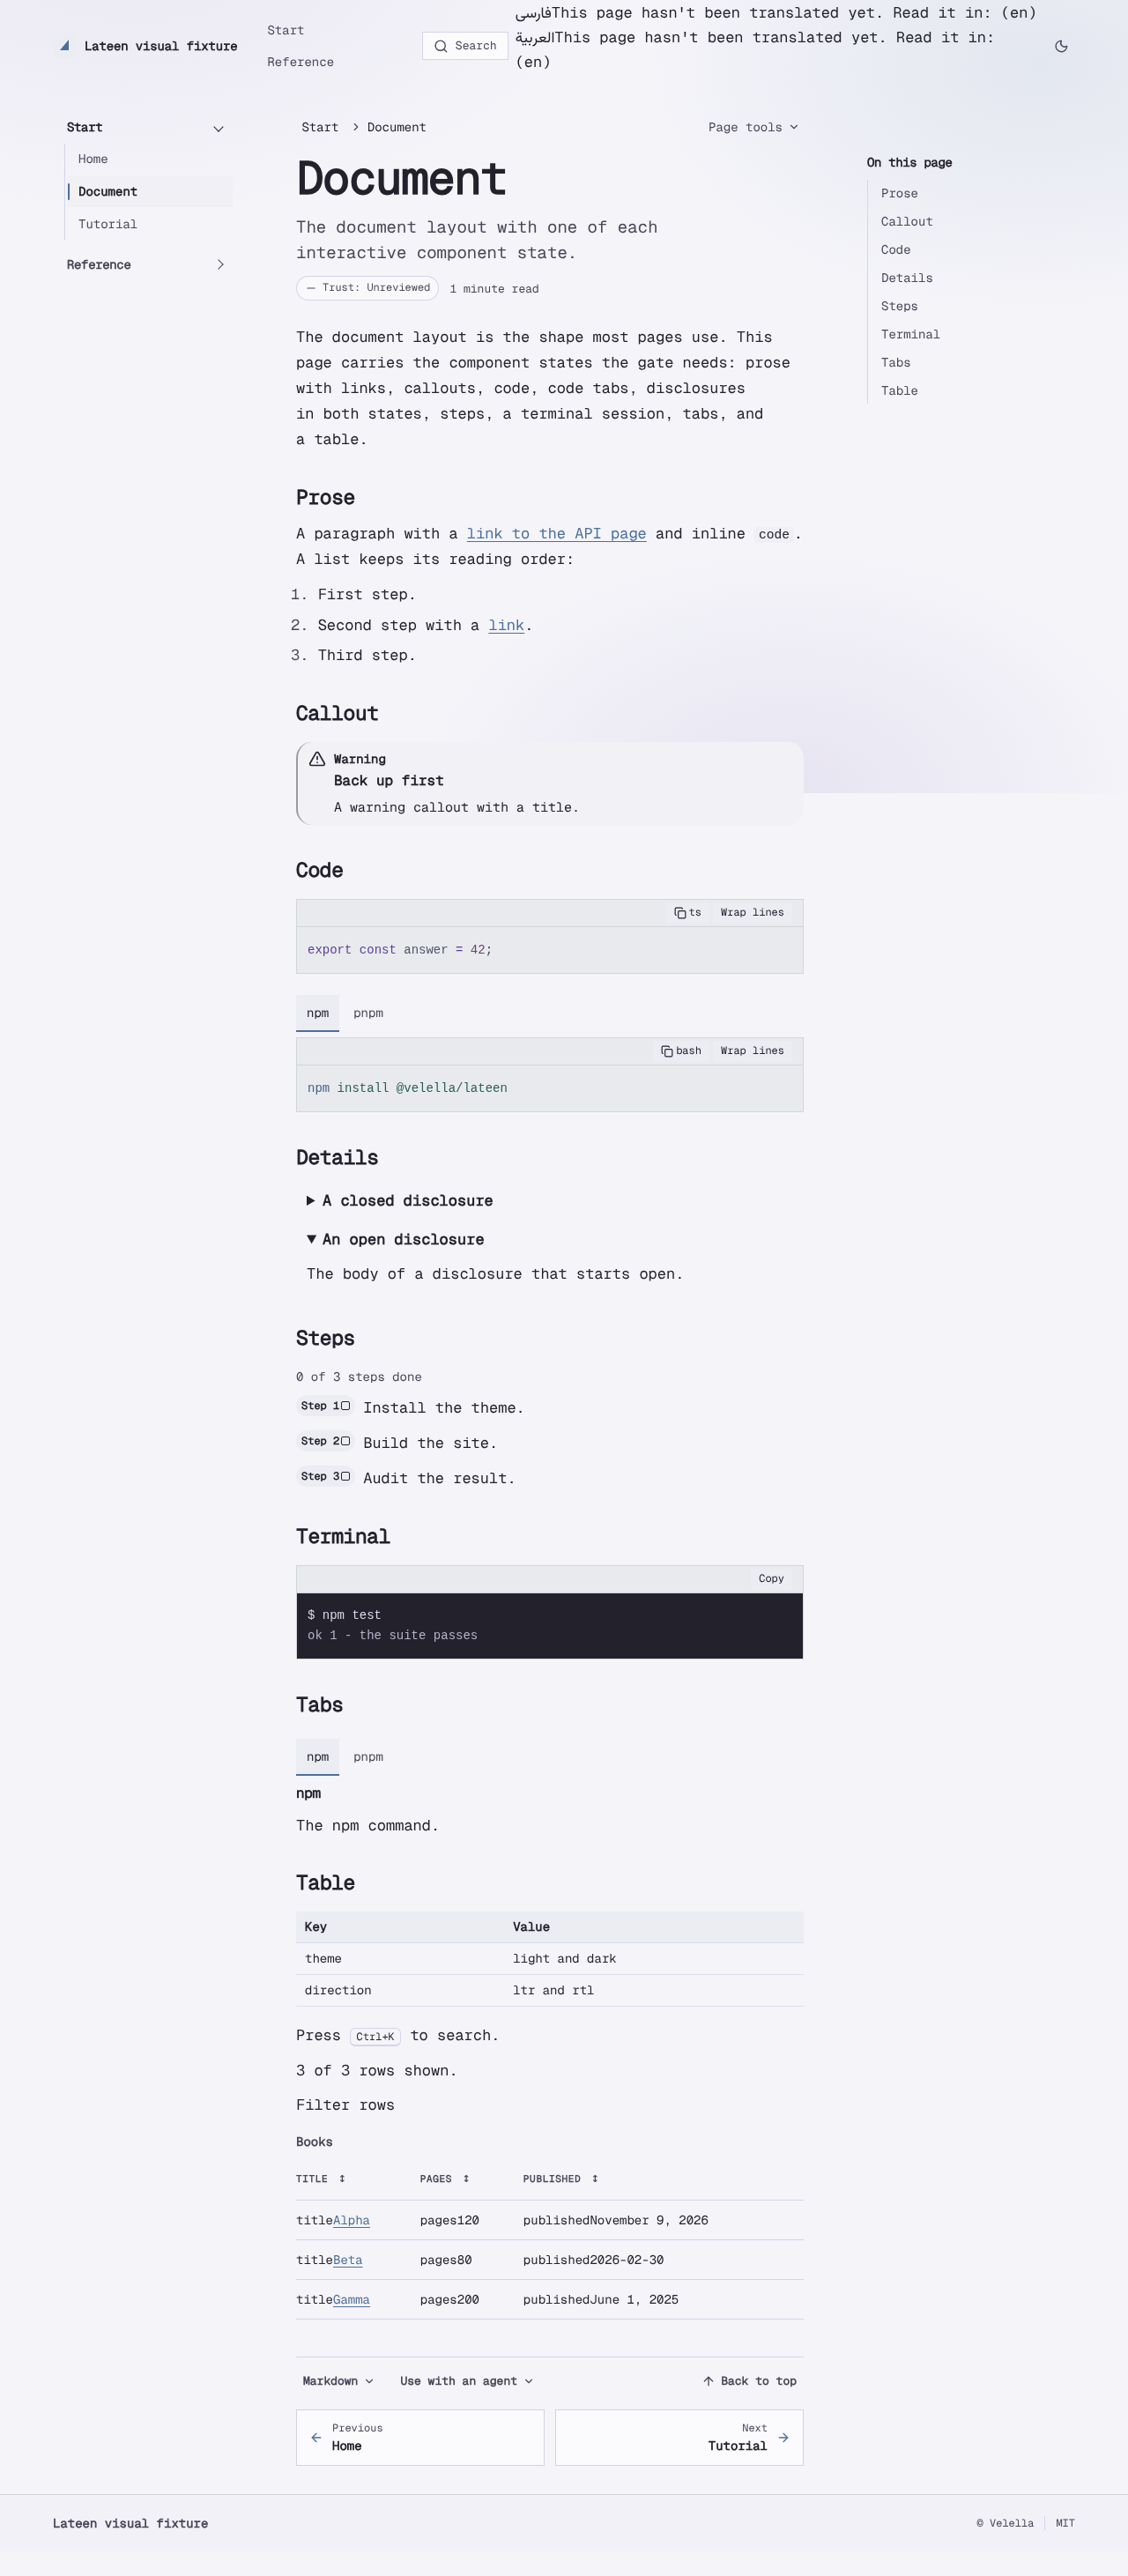 Lateen visual fixture
Start
Reference
Search
فارسیThis page hasn't been translated yet. Read it in: (en)
العربيةThis page hasn't been translated yet. Read it in:
(en)
Start
Home
Document
Tutorial
Reference
Start > Document
Page tools
Document
The document layout with one of each
interactive component state.
— Trust: Unreviewed
1 minute read
The document layout is the shape most pages use. This
page carries the component states the gate needs: prose
with links, callouts, code, code tabs, disclosures
in both states, steps, a terminal session, tabs, and
a table.
On this page
Prose
Callout
Code
Details
Steps
Terminal
Tabs
Table
Prose
A paragraph with a link to the API page and inline code.
A list keeps its reading order:
1. First step.
2. Second step with a link.
3. Third step.
Callout
Warning
Back up first
A warning callout with a title.
Code
ts
Wrap lines
export const answer = 42;
npm
pnpm
bash
Wrap lines
npm install @velella/lateen
Details
A closed disclosure
An open disclosure
The body of a disclosure that starts open.
Steps
0 of 3 steps done
Step 1 Install the theme.
Step 2 Build the site.
Step 3 Audit the result.
Terminal
Copy
$ npm test
ok 1 - the suite passes
Tabs
npm
pnpm
npm
The npm command.
Table
Key Value
theme light and dark
direction ltr and rtl
Press Ctrl+K to search.
3 of 3 rows shown.
Filter rows
Books
TITLE ↕ PAGES ↕ PUBLISHED ↕
titleAlpha pages120 publishedNovember 9, 2026
titleBeta pages80 published2026-02-30
titleGamma pages200 publishedJune 1, 2025
Markdown
Use with an agent
↑ Back to top
← Previous
Home
Next →
Tutorial
Lateen visual fixture
© Velella
MIT